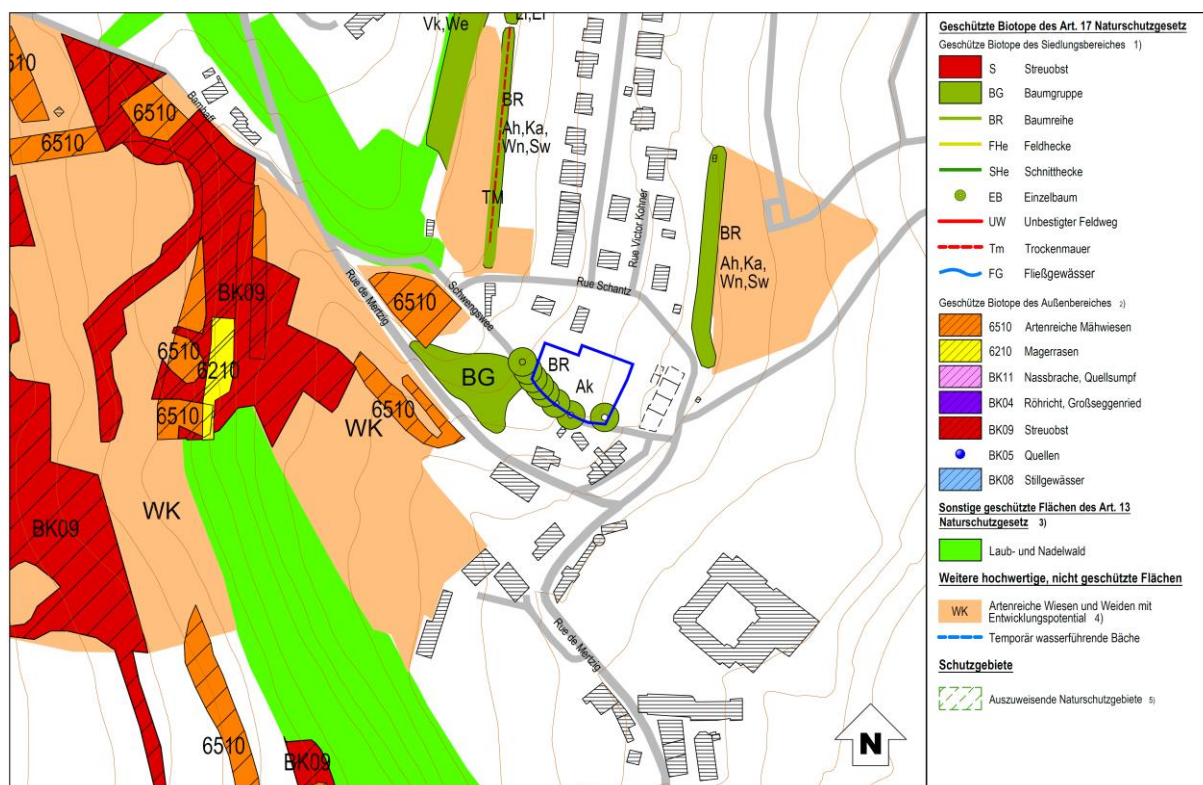 Vk,We
BR
Ah,Ka,
Wn,Sw
TM
6510
6510
6510
Bamhaff
BK09
6510
6210
6510
Rue de Mertzig
Schwengswee
6510
Rue Victor Kohner
Rue Schantz
BR
Ah,Ka,
Wn,Sw
BG
BR
Ak
6510
WK
WK
BK09
6510
BK09
Rue de Mertzig
N
Geschützte Biotope des Art. 17 Naturschutzgesetz
Geschütze Biotope des Siedlungsbereiches 1)
S Streuobst
BG Baumgruppe
BR Baumreihe
FHe Feldhecke
SHe Schnitthecke
EB Einzelbaum
UW Unbestigter Feldweg
Tm Trockenmauer
FG Fließgewässer
Geschütze Biotope des Außenbereiches 2)
6510 Artenreiche Mähwiesen
6210 Magerrasen
BK11 Nassbrache, Quellsumpf
BK04 Röhricht, Großseggenried
BK09 Streuobst
BK05 Quellen
BK08 Stillgewässer
Sonstige geschützte Flächen des Art. 13
Naturschutzgesetz 3)
Laub- und Nadelwald
Weitere hochwertige, nicht geschützte Flächen
WK Artenreiche Wiesen und Weiden mit
Entwicklungspotential 4)
Temporär wasserführende Bäche
Schutzgebiete
Auszuweisende Naturschutzgebiete 5)